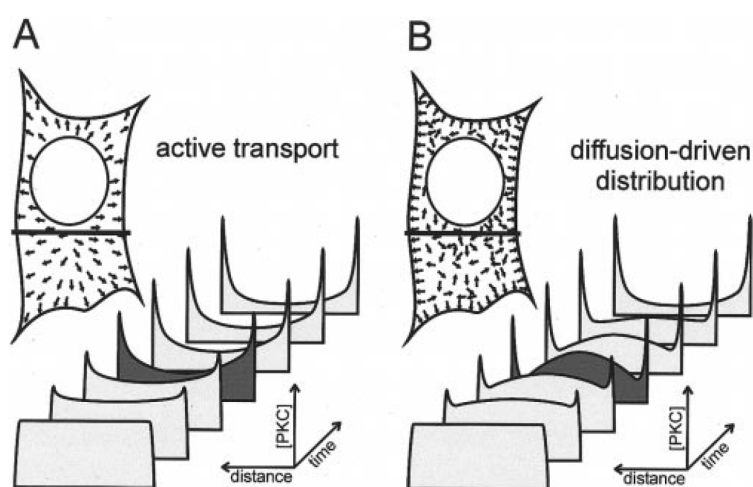 A
active transport
[PKC]
time
distance
B
diffusion-driven
distribution
[PKC]
time
distance